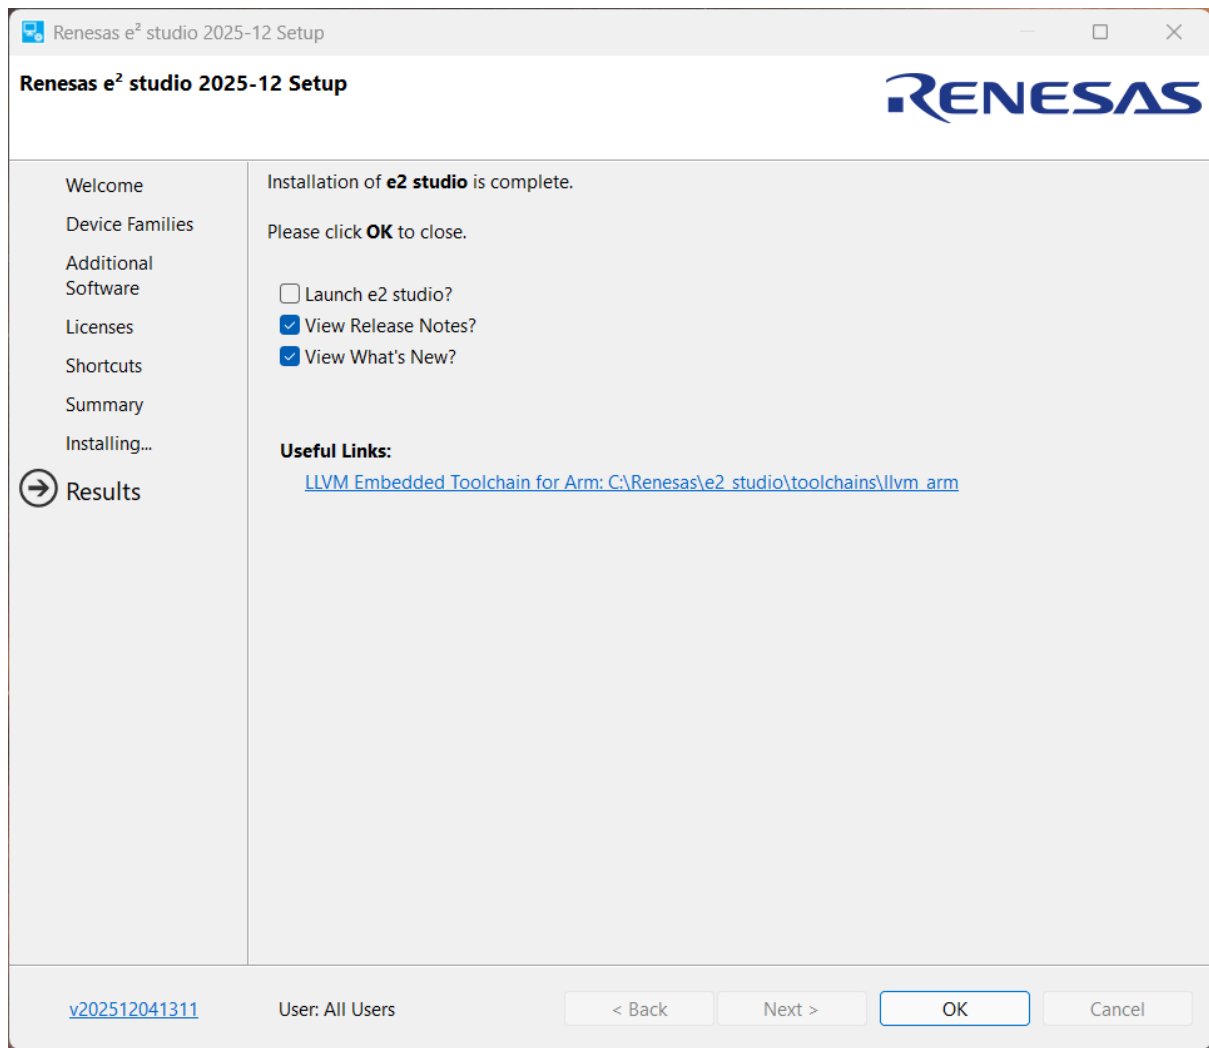 Renesas e² studio 2025-12 Setup
Renesas e² studio 2025-12 Setup
RENESAS
Welcome
Device Families
Additional
Software
Licenses
Shortcuts
Summary
Installing...
Results
Installation of e2 studio is complete.
Please click OK to close.
Launch e2 studio?
View Release Notes?
View What's New?
Useful Links:
LLVM Embedded Toolchain for Arm: C:\Renesas\e2_studio\toolchains\llvm_arm
v202512041311
User: All Users
< Back
Next >
OK
Cancel